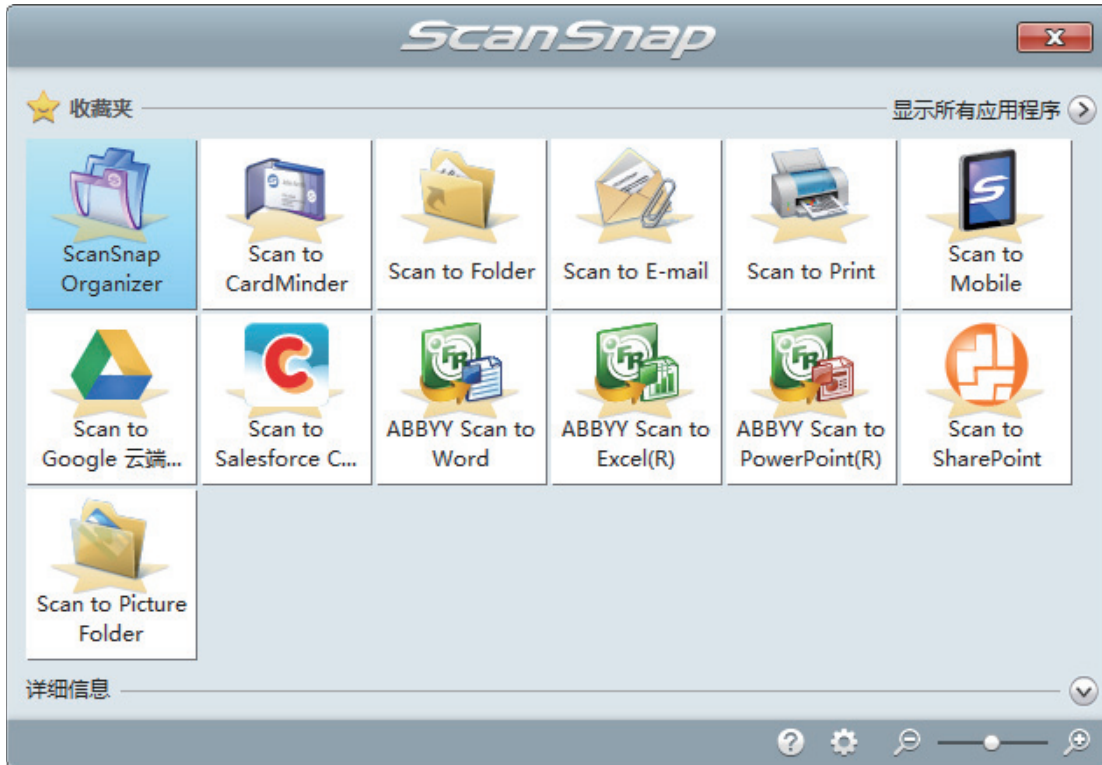 ScanSnap
收藏夹
显示所有应用程序
ScanSnap
Organizer
Scan to
CardMinder
Scan to Folder
Scan to E-mail
Scan to Print
Scan to
Mobile
Scan to
Google 云端...
Scan to
Salesforce C...
ABBYY Scan to
Word
ABBYY Scan to
Excel(R)
ABBYY Scan to
PowerPoint(R)
Scan to
SharePoint
Scan to Picture
Folder
详细信息